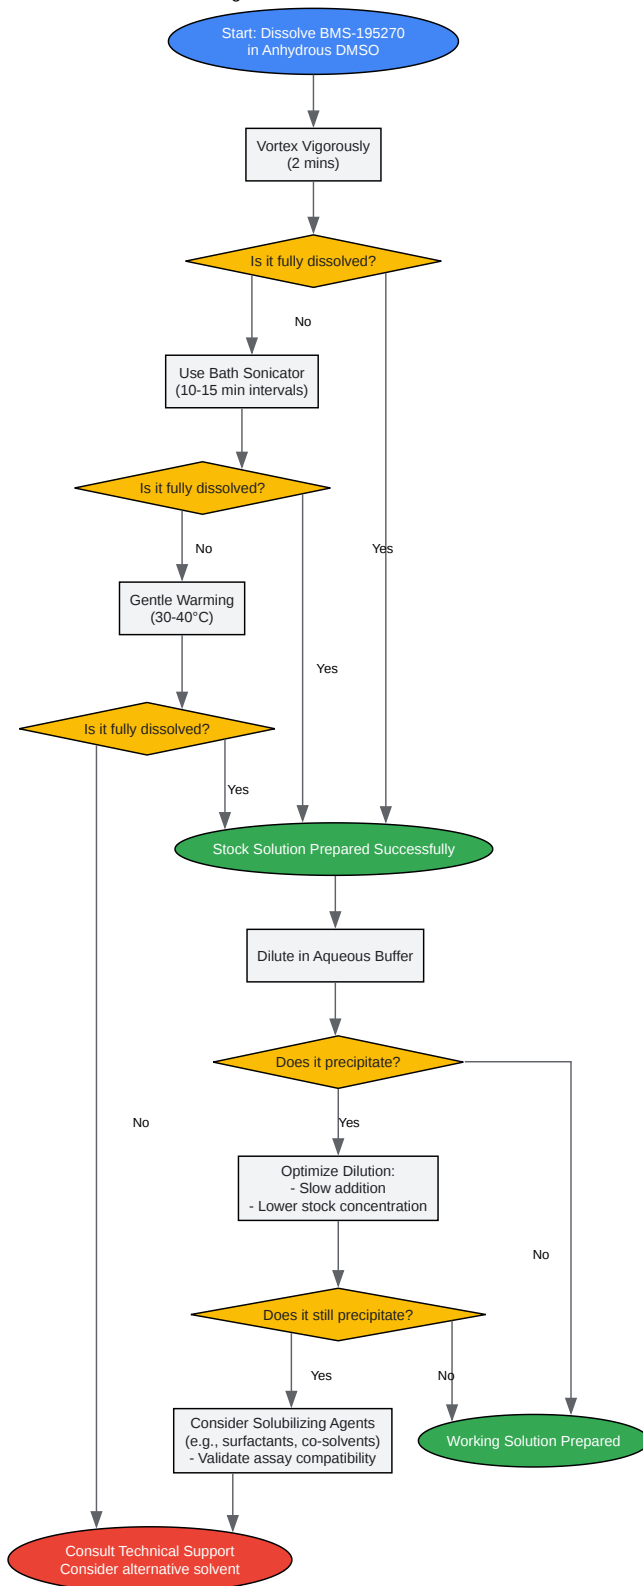 Start: Dissolve BMS-195270
in Anhydrous DMSO
Vortex Vigorously
(2 mins)
Is it fully dissolved?
No
Use Bath Sonicator
(10-15 min intervals)
Is it fully dissolved?
No
Yes
Gentle Warming
(30-40°C)
Yes
Is it fully dissolved?
Yes
Stock Solution Prepared Successfully
Dilute in Aqueous Buffer
Does it precipitate?
No
Yes
Optimize Dilution:
- Slow addition
- Lower stock concentration
No
Does it still precipitate?
Yes
No
Consider Solubilizing Agents
(e.g., surfactants, co-solvents)
- Validate assay compatibility
Working Solution Prepared
Consult Technical Support
Consider alternative solvent